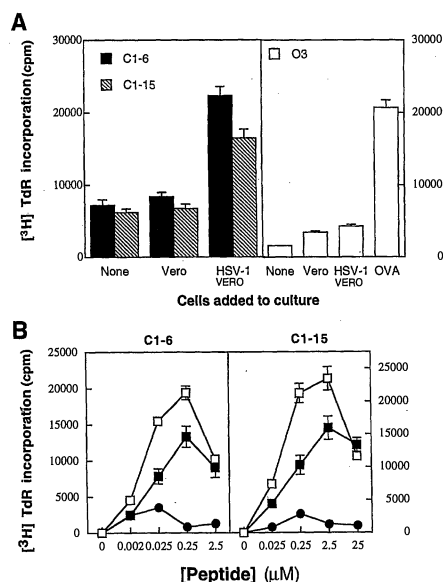 A
[³H] TdR incorporation (cpm)
30000
20000
10000
0
C1-6
C1-15
O3
30000
20000
10000
0
None
Vero
HSV-1
VERO
None
Vero
HSV-1
VERO
OVA
Cells added to culture
B
C1-6
C1-15
[³H] TdR incorporation (cpm)
25000
20000
15000
10000
5000
0
25000
20000
15000
10000
5000
0
0
0.002
0.025
0.25
2.5
0
0.025
0.25
2.5
25
[Peptide] (μM)